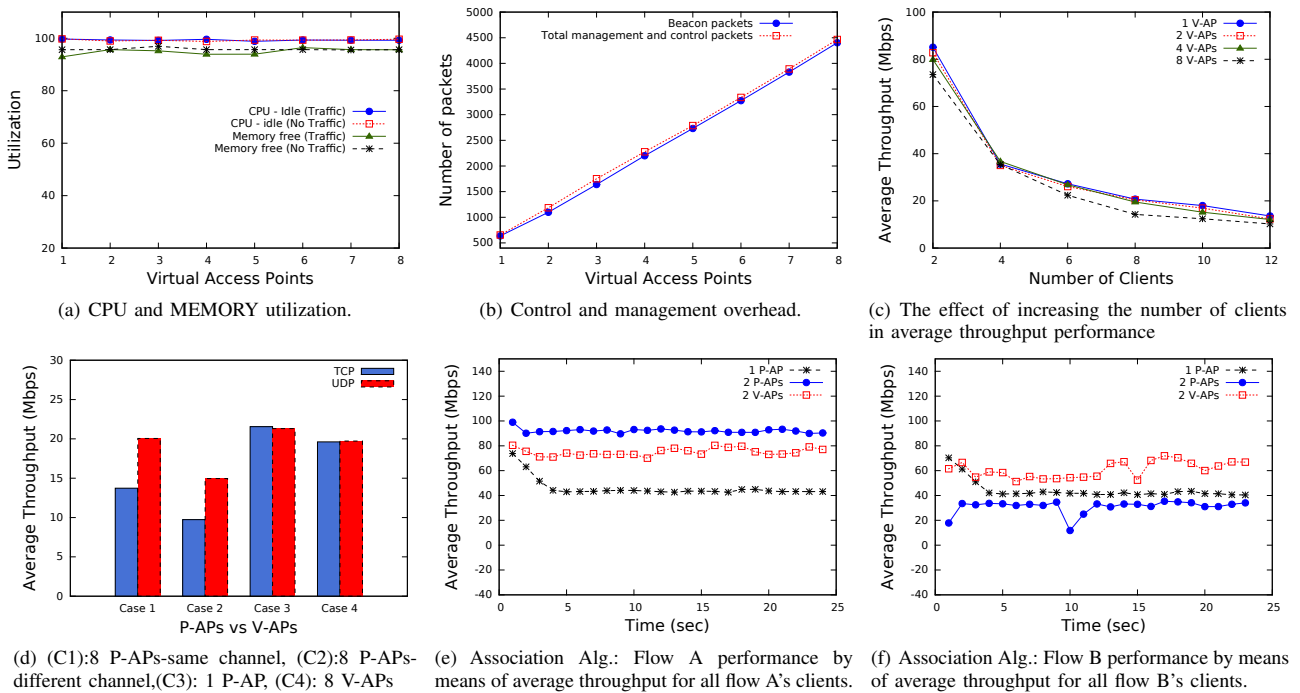 120
100
80
60
40
20
Utilization
CPU - Idle (Traffic)
CPU - idle (No Traffic)
Memory free (Traffic)
Memory free (No Traffic)
1 2 3 4 5 6 7 8
Virtual Access Points
(a) CPU and MEMORY utilization.
5000
4500
4000
3500
3000
2500
2000
1500
1000
500
Number of packets
Beacon packets
Total management and control packets
1 2 3 4 5 6 7 8
Virtual Access Points
(b) Control and management overhead.
100
80
60
40
20
0
Average Throughput (Mbps)
1 V-AP
2 V-APs
4 V-APs
8 V-APs
2 4 6 8 10 12
Number of Clients
(c) The effect of increasing the number of clients
in average throughput performance
30
25
20
15
10
5
0
Average Throughput (Mbps)
TCP
UDP
Case 1 Case 2 Case 3 Case 4
P-APs vs V-APs
(d) (C1):8 P-APs-same channel, (C2):8 P-APs-
different channel,(C3): 1 P-AP, (C4): 8 V-APs
140
120
100
80
60
40
20
0
-20
-40
Average Throughput (Mbps)
1 P-AP
2 P-APs
2 V-APs
0 5 10 15 20 25
Time (sec)
(e) Association Alg.: Flow A performance by
means of average throughput for all flow A's clients.
140
120
100
80
60
40
20
0
-20
-40
Average Throughput (Mbps)
1 P-AP
2 P-APs
2 V-APs
0 5 10 15 20 25
Time (sec)
(f) Association Alg.: Flow B performance by means
of average throughput for all flow B's clients.